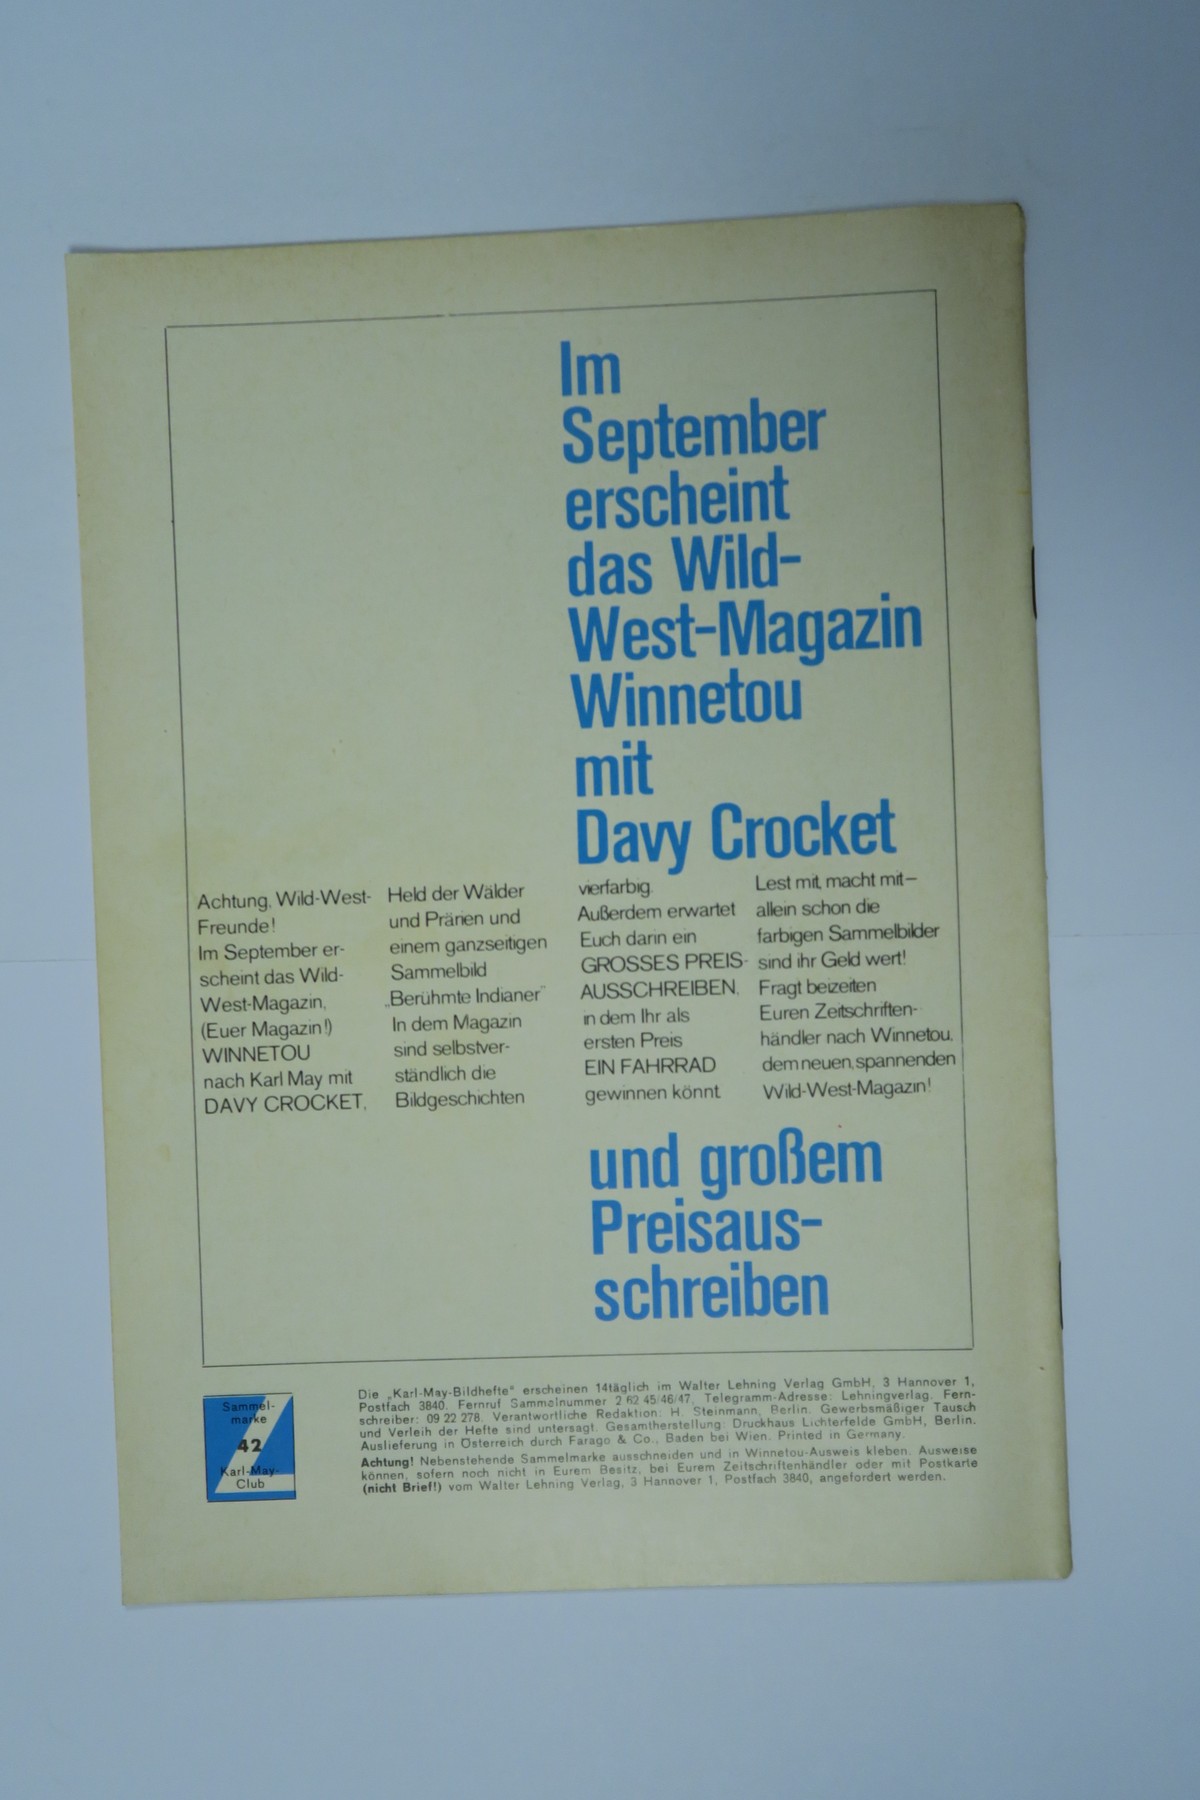 Im
September
erscheint
das Wild-
West-Magazin
Winnetou
mit
Davy Crocket
Achtung, Wild-West-
Freunde!
Im September er-
scheint das Wild-
West-Magazin,
(Euer Magazin!)
WINNETOU
nach Karl May mit
DAVY CROCKET,
Held der Wälder
und Prärien und
einem ganzseitigen
Sammelbild
„Berühmte Indianer"
In dem Magazin
sind selbstver-
ständlich die
Bildgeschichten
vierfarbig.
Außerdem erwartet
Euch darin ein
GROSSES PREIS-
AUSSCHREIBEN,
in dem Ihr als
ersten Preis
EIN FAHRRAD
gewinnen könnt.
Lest mit, macht mit—
allein schon die
farbigen Sammelbilder
sind ihr Geld wert!
Fragt beizeiten
Euren Zeitschriften-
händler nach Winnetou,
dem neuen, spannenden
Wild-West-Magazin!
und großem
Preisaus-
schreiben
Sammel-
marke
42
Karl-May-
Club
Die „Karl-May-Bildhefte" erscheinen 14täglich im Walter Lehning Verlag GmbH, 3 Hannover 1,
Postfach 3840. Fernruf Sammelnummer 2 62 45/46/47, Telegramm-Adresse: Lehningverlag. Fern-
schreiber: 09 22 278. Verantwortliche Redaktion: H. Steinmann, Berlin. Gewerbsmäßiger Tausch
und Verleih der Hefte sind untersagt. Gesamtherstellung: Druckhaus Lichterfelde GmbH, Berlin.
Auslieferung in Österreich durch Farago & Co., Baden bei Wien. Printed in Germany.
Achtung! Nebenstehende Sammelmarke ausschneiden und in Winnetou-Ausweis kleben. Ausweise
können, sofern noch nicht in Eurem Besitz, bei Eurem Zeitschriftenhändler oder mit Postkarte
(nicht Brief!) vom Walter Lehning Verlag, 3 Hannover 1, Postfach 3840, angefordert werden.